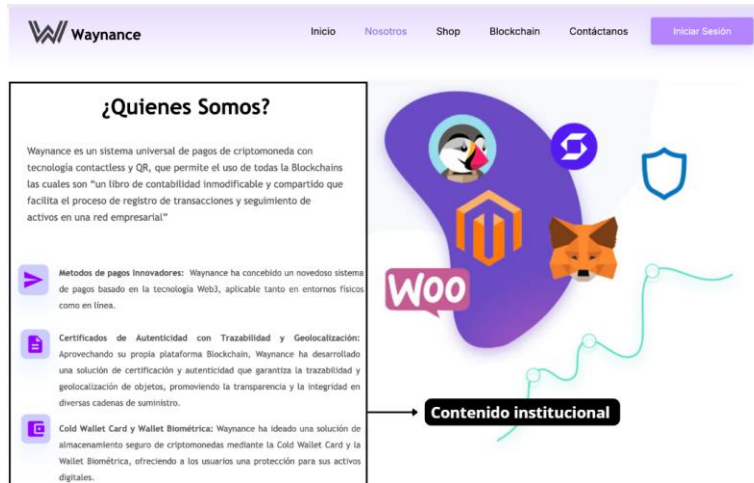 Waynance
Inicio
Nosotros
Shop
Blockchain
Contáctanos
Iniciar Sesión
¿Quienes Somos?
Waynance es un sistema universal de pagos de criptomoneda con
tecnología contactless y QR, que permite el uso de todas la Blockchains
las cuales son “un libro de contabilidad inmodificable y compartido que
facilita el proceso de registro de transacciones y seguimiento de
activos en una red empresarial”
Metodos de pagos Innovadores: Waynance ha concebido un novedoso sistema
de pagos basado en la tecnología Web3, aplicable tanto en entornos físicos
como en línea.
Certificados de Autenticidad con Trazabilidad y Geolocalización:
Aprovechando su propia plataforma Blockchain, Waynance ha desarrollado
una solución de certificación y autenticidad que garantiza la trazabilidad y
geolocalización de objetos, promoviendo la transparencia y la integridad en
diversas cadenas de suministro.
Cold Wallet Card y Wallet Biométrica: Waynance ha ideado una solución de
almacenamiento seguro de criptomonedas mediante la Cold Wallet Card y la
Wallet Biométrica, ofreciendo a los usuarios una protección para sus activos
digitales.
Woo
Contenido institucional